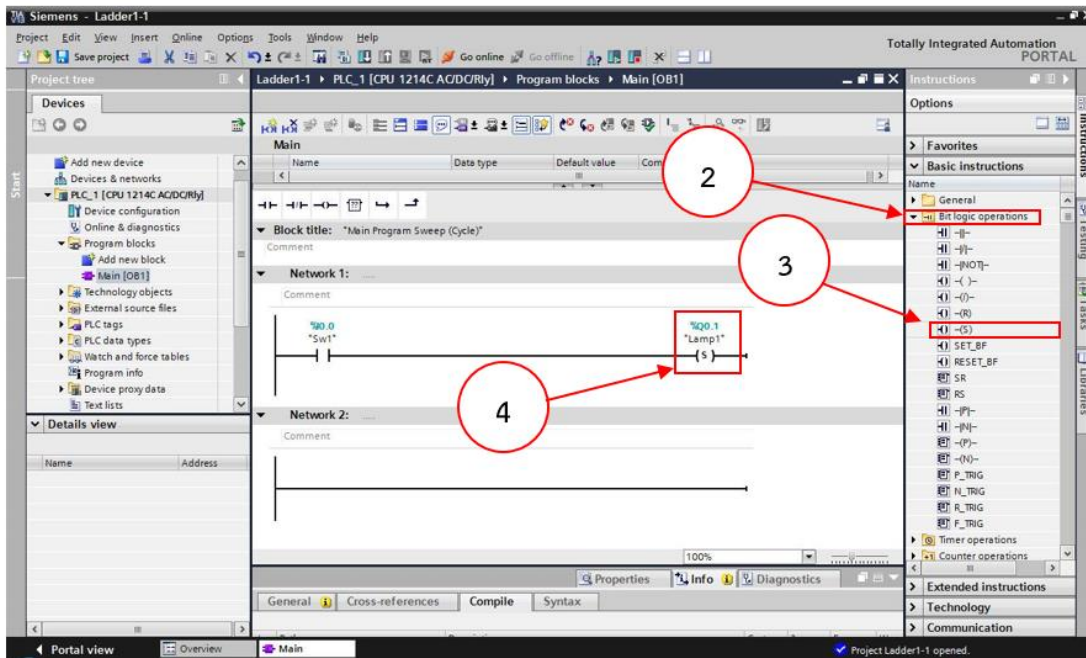 Siemens - Ladder1-1
Project Edit View Insert Online Options Tools Window Help
Totally Integrated Automation
PORTAL
Save project
Go online
Go offline
Project tree
Ladder1-1 PLC_1 [CPU 1214C AC/DC/Rly] Program blocks Main [OB1]
Instructions
Devices
Options
Main
Name Data type Default value Com
Favorites
Basic instructions
Name
Start
Add new device
Devices & networks
PLC_1 [CPU 1214C AC/DC/Rly]
Device configuration
Online & diagnostics
Program blocks
Add new block
Main [OB1]
Technology objects
External source files
PLC tags
PLC data types
Watch and force tables
Program info
Device proxy data
Text lists
Details view
Name Address
Block title: "Main Program Sweep (Cycle)"
Comment
Network 1:
Comment
%I0.0
"Sw1"
%Q0.1
"Lamp1"
S
Network 2:
Comment
2
3
4
100%
General
Bit logic operations
-||-
-|/|-
-|NOT|-
-( )-
-(/)-
-(R)
-(S)
SET_BF
RESET_BF
SR
RS
-|P|-
-|N|-
-(P)-
-(N)-
P_TRIG
N_TRIG
R_TRIG
F_TRIG
Timer operations
Counter operations
Extended instructions
Technology
Communication
Instructions
Testing
Tasks
Libraries
Properties Info Diagnostics
General Cross-references Compile Syntax
Portal view Overview Main
Project Ladder1-1 opened.